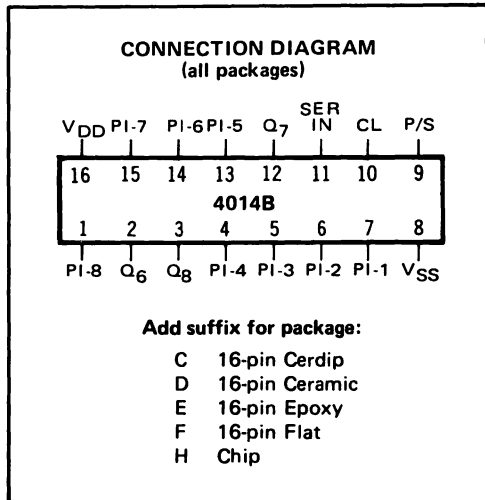 CONNECTION DIAGRAM
(all packages)
VDD PI-7 PI-6 PI-5 Q7 SER IN CL P/S
16 15 14 13 12 11 10 9
4014B
1 2 3 4 5 6 7 8
PI-8 Q6 Q8 PI-4 PI-3 PI-2 PI-1 VSS
Add suffix for package:
C 16-pin Cerdip
D 16-pin Ceramic
E 16-pin Epoxy
F 16-pin Flat
H Chip